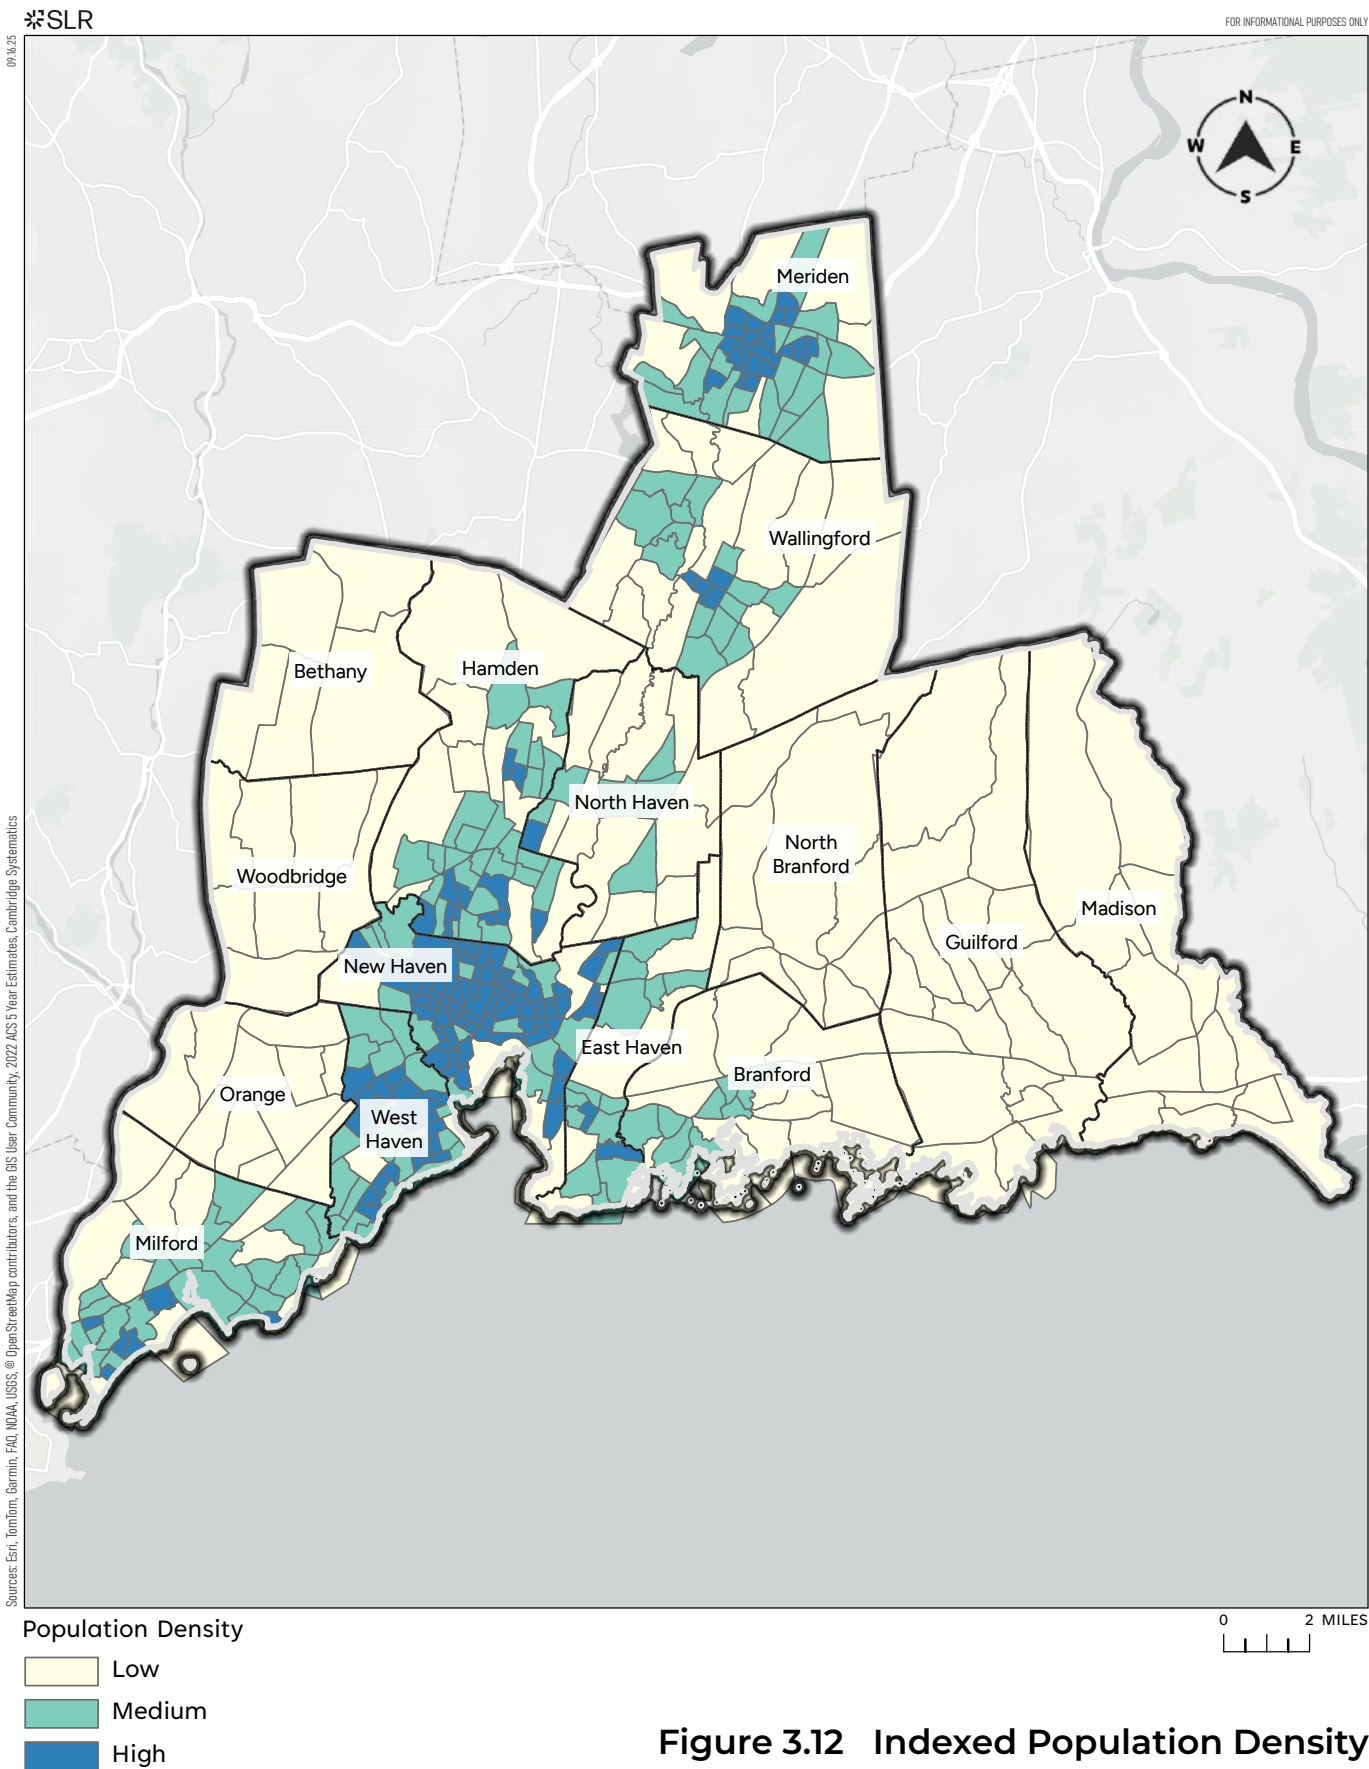 SLR
FOR INFORMATIONAL PURPOSES ONLY
09.16.25
N
W E
S
Meriden
Wallingford
Bethany
Hamden
North Haven
North
Branford
Woodbridge
Madison
Guilford
New Haven
East Haven
Branford
Orange
West
Haven
Milford
Sources: Esri, TomTom, Garmin, FAO, NOAA, USGS, © OpenStreetMap contributors, and the GIS User Community, 2022 ACS 5 Year Estimates, Cambridge Systematics
Population Density
Low
Medium
High
0 2 MILES
Figure 3.12 Indexed Population Density